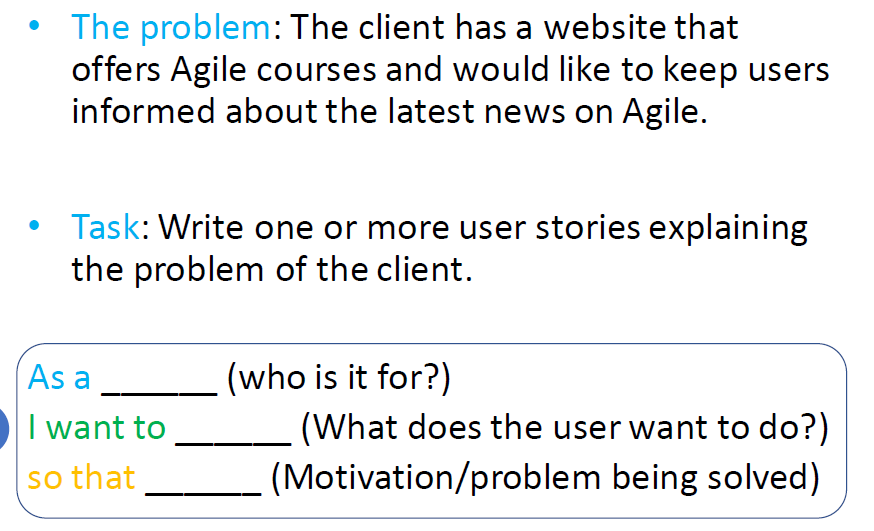 • The problem: The client has a website that
offers Agile courses and would like to keep users
informed about the latest news on Agile.
• Task: Write one or more user stories explaining
the problem of the client.
As a ______ (who is it for?)
I want to ______ (What does the user want to do?)
so that ______ (Motivation/problem being solved)